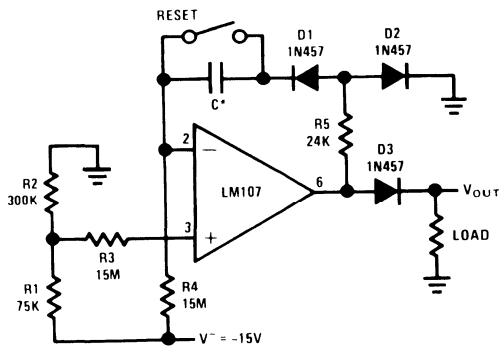 RESET
D1
1N457
D2
1N457
C*
R5
24K
D3
1N457
2
−
LM107
6
VOUT
R2
300K
3
+
R3
15M
LOAD
R1
75K
R4
15M
V− = −15V